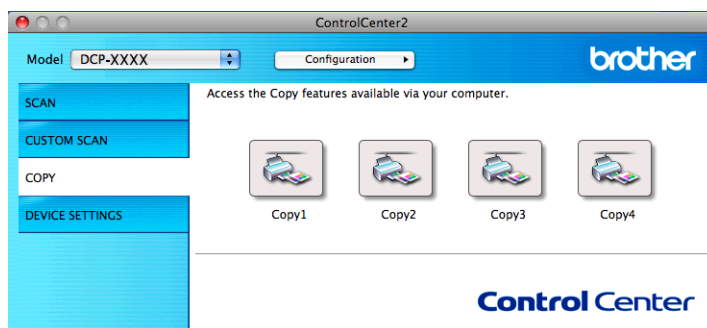 ControlCenter2
Model DCP-XXXX Configuration brother
SCAN
CUSTOM SCAN
COPY
DEVICE SETTINGS
Access the Copy features available via your computer.
Copy1 Copy2 Copy3 Copy4
Control Center